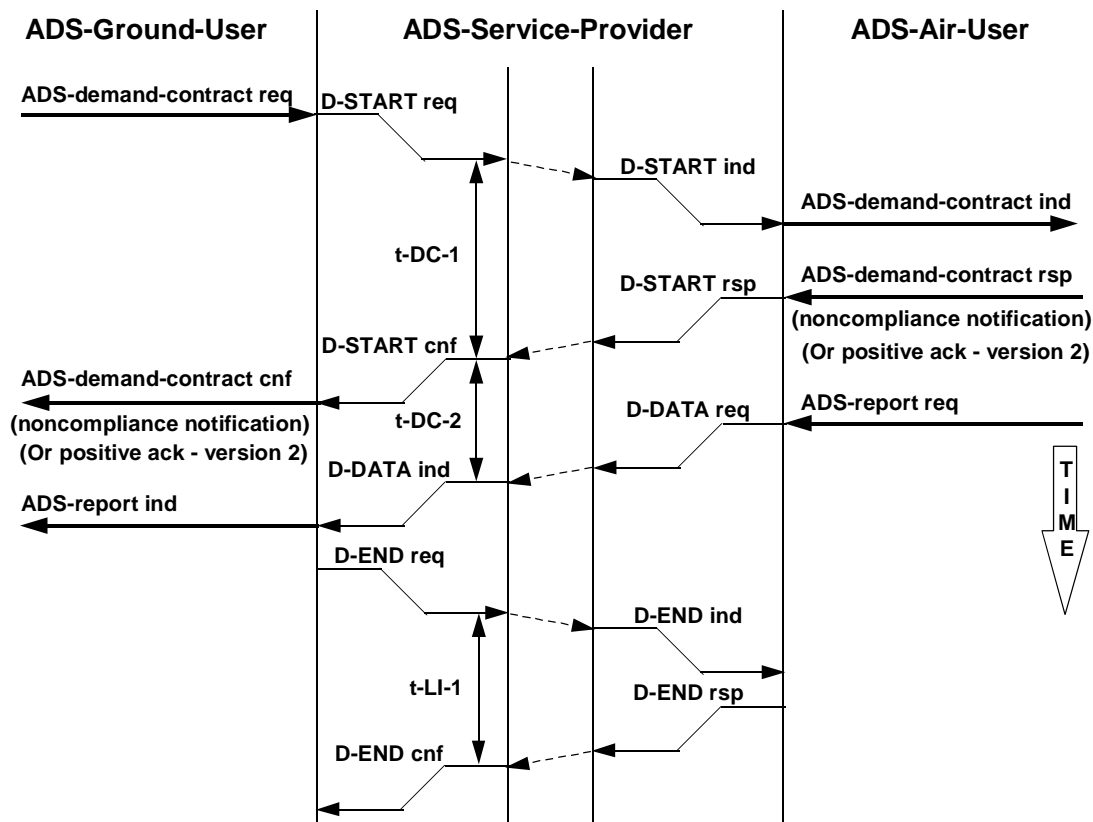 ADS-Ground-User
ADS-Service-Provider
ADS-Air-User
ADS-demand-contract req
D-START req
D-START ind
ADS-demand-contract ind
t-DC-1
D-START rsp
ADS-demand-contract rsp
(noncompliance notification)
(Or positive ack - version 2)
D-START cnf
ADS-demand-contract cnf
(noncompliance notification)
(Or positive ack - version 2)
t-DC-2
D-DATA req
ADS-report req
D-DATA ind
ADS-report ind
TIME
D-END req
D-END ind
t-LI-1
D-END rsp
D-END cnf